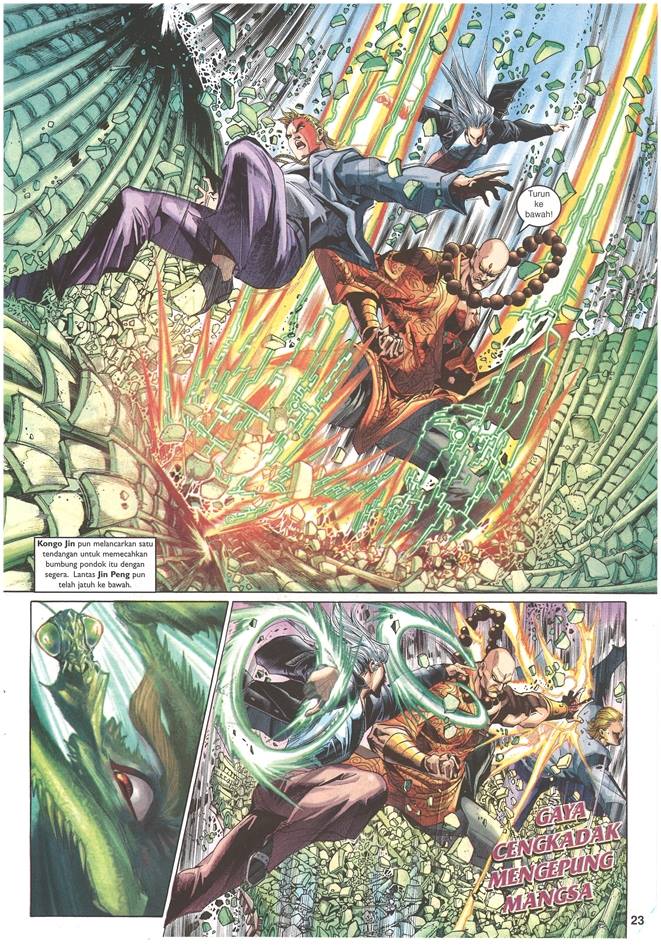 Turun
ke
bawah!
Kongo Jin pun melancarkan satu
tendangan untuk memecahkan
bumbung pondok itu dengan
segera. Lantas Jin Peng pun
telah jatuh ke bawah.
GAYA
CENGKADAK
MENGEPUNG
MANGSA
23